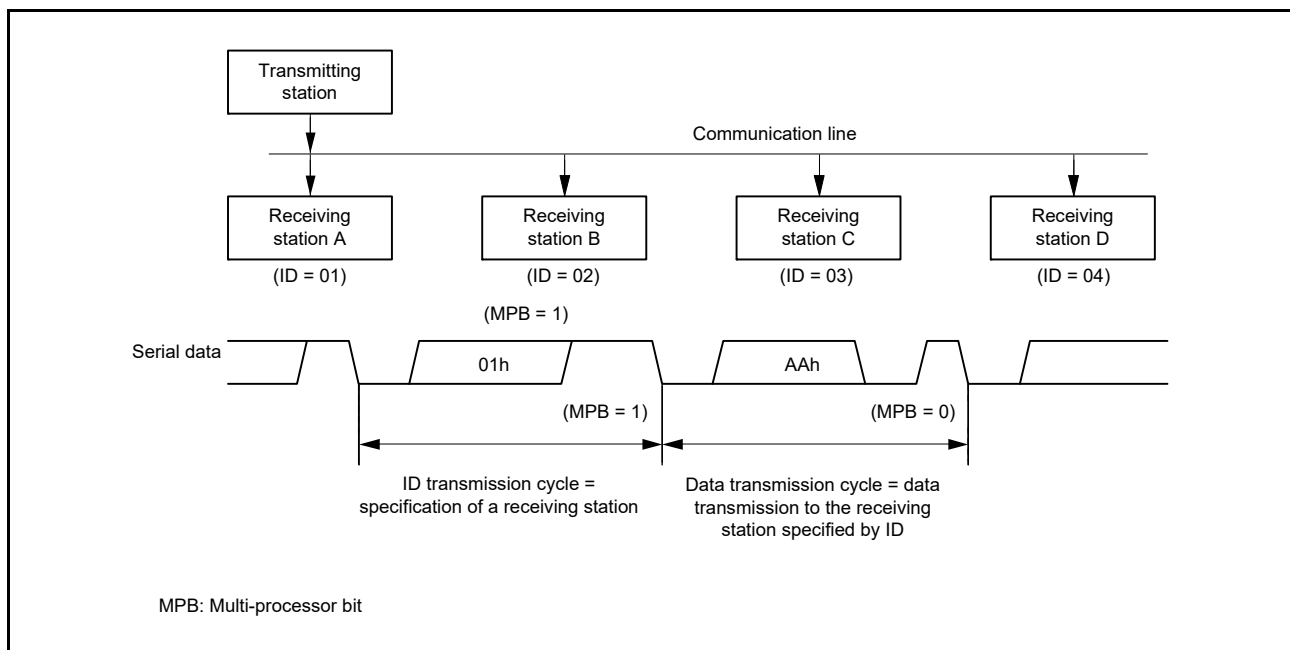 Transmitting
station
Communication line
Receiving
station A
(ID = 01)
Receiving
station B
(ID = 02)
Receiving
station C
(ID = 03)
Receiving
station D
(ID = 04)
(MPB = 1)
Serial data
01h
AAh
(MPB = 1)
(MPB = 0)
ID transmission cycle =
specification of a receiving station
Data transmission cycle = data
transmission to the receiving
station specified by ID
MPB: Multi-processor bit